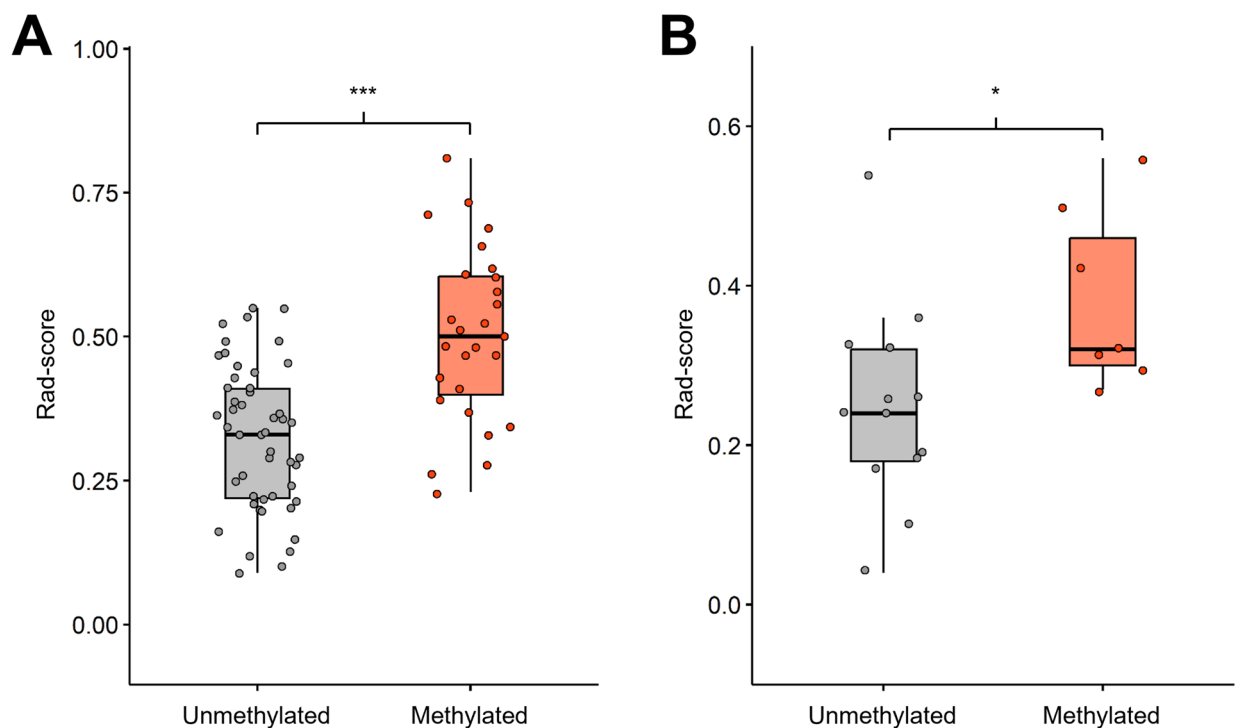 A
Rad-score
1.00
0.75
0.50
0.25
0.00
***
Unmethylated
Methylated
B
Rad-score
0.6
0.4
0.2
0.0
*
Unmethylated
Methylated